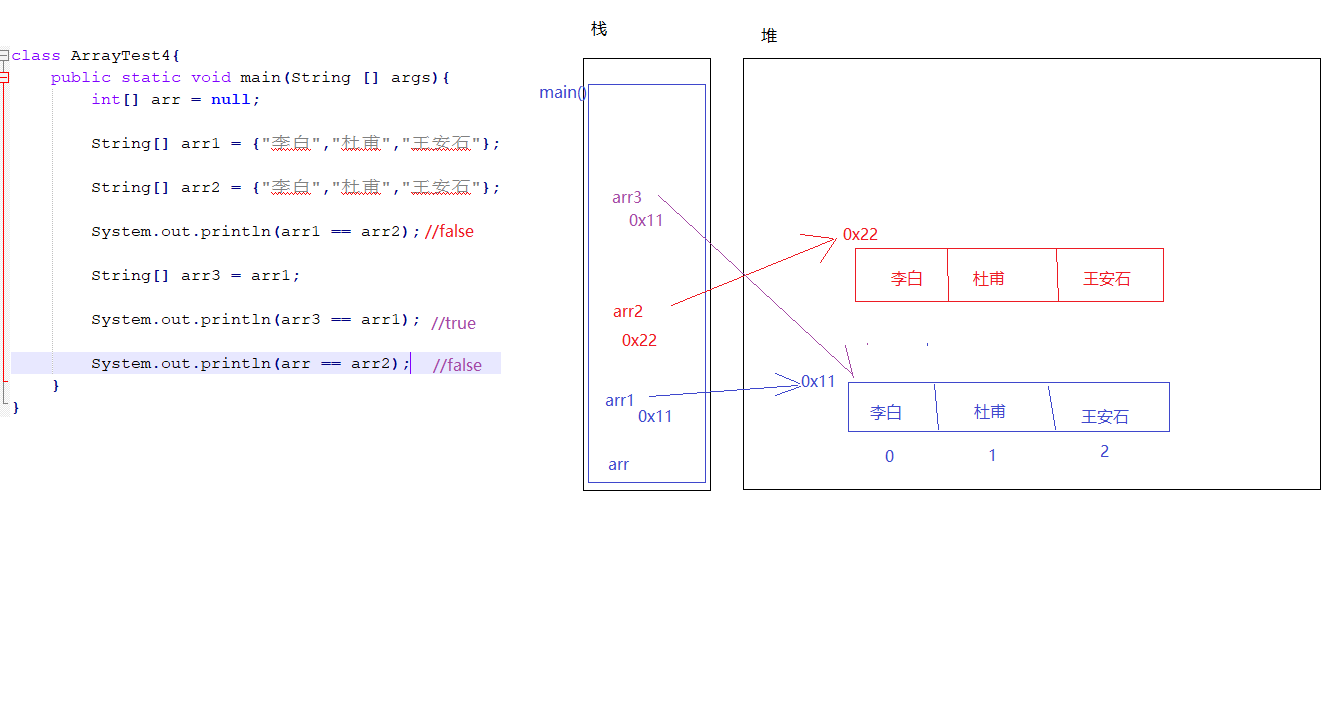 class ArrayTest4{
public static void main(String [] args){
int[] arr = null;
String[] arr1 = {"李白","杜甫","王安石"};
String[] arr2 = {"李白","杜甫","王安石"};
System.out.println(arr1 == arr2); //false
String[] arr3 = arr1;
System.out.println(arr3 == arr1); //true
System.out.println(arr == arr2); //false
}
}
栈
main()
arr3
0x11
arr2
0x22
arr1
0x11
arr
堆
0x22
李白 杜甫 王安石
0x11
李白 杜甫 王安石
0 1 2